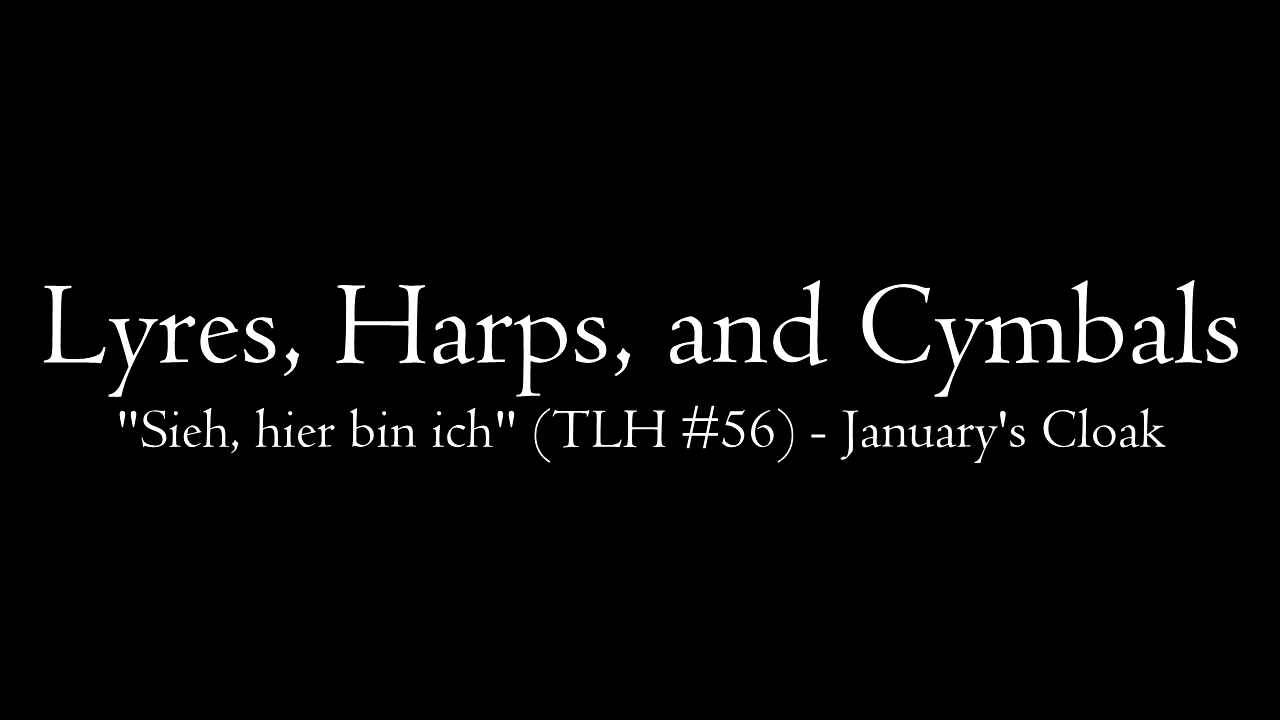 Lyres, Harps, and Cymbals
"Sieh, hier bin ich" (TLH #56) - January's Cloak